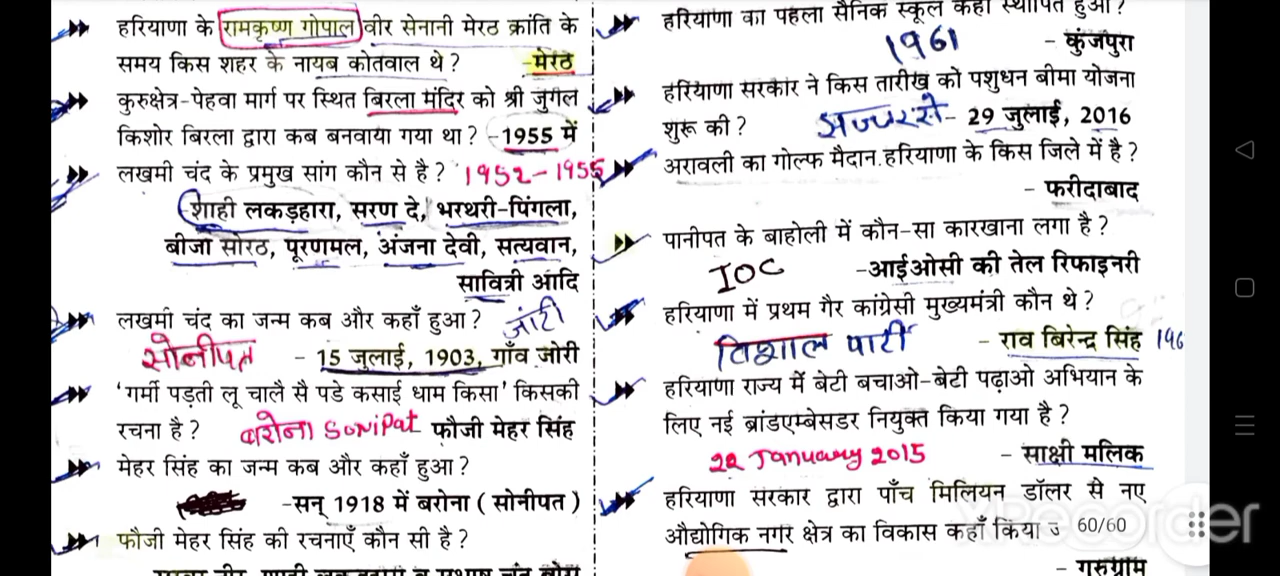 हरियाणा के रामकृष्ण गोपाल वीर सेनानी मेरठ क्रांति के
समय किस शहर के नायब कोतवाल थे? -मेरठ
कुरुक्षेत्र-पेहवा मार्ग पर स्थित बिरला मंदिर को श्री जुगल
किशोर बिरला द्वारा कब बनवाया गया था? - 1955 में
लखमी चंद के प्रमुख सांग कौन से है? 1952-1955
शाही लकड़हारा, सरण दे, भरथरी-पिंगला,
बीजा सोरठ, पूरणमल, अंजना देवी, सत्यवान,
सावित्री आदि
लखमी चंद का जन्म कब और कहाँ हुआ? जांटी
सोनीपत - 15 जुलाई, 1903, गाँव जोरी
'गर्मी पड़ती लू चालै सै पडे कसाई धाम किसा' किसकी
रचना है? बरोना Sonipat फौजी मेहर सिंह
मेहर सिंह का जन्म कब और कहाँ हुआ?
-सन् 1918 में बरोना (सोनीपत)
फौजी मेहर सिंह की रचनाएँ कौन सी है?
हरियाणा का पहला सैनिक स्कूल कहाँ स्थापित हुआ?
1961 - कुंजपुरा
हरियाणा सरकार ने किस तारीख को पशुधन बीमा योजना
शुरू की? झज्जर से - 29 जुलाई, 2016
अरावली का गोल्फ मैदान हरियाणा के किस जिले में है?
- फरीदाबाद
पानीपत के बाहोली में कौन-सा कारखाना लगा है?
IOC -आईओसी की तेल रिफाइनरी
हरियाणा में प्रथम गैर कांग्रेसी मुख्यमंत्री कौन थे?
विशाल पार्टी - राव बिरेन्द्र सिंह 196
हरियाणा राज्य में बेटी बचाओ-बेटी पढ़ाओ अभियान के
लिए नई ब्रांडएम्बेसडर नियुक्त किया गया है?
22 January 2015 - साक्षी मलिक
हरियाणा सरकार द्वारा पाँच मिलियन डॉलर से नए
औद्योगिक नगर क्षेत्र का विकास कहाँ किया 60/60
- गुरुग्राम
XRecorder